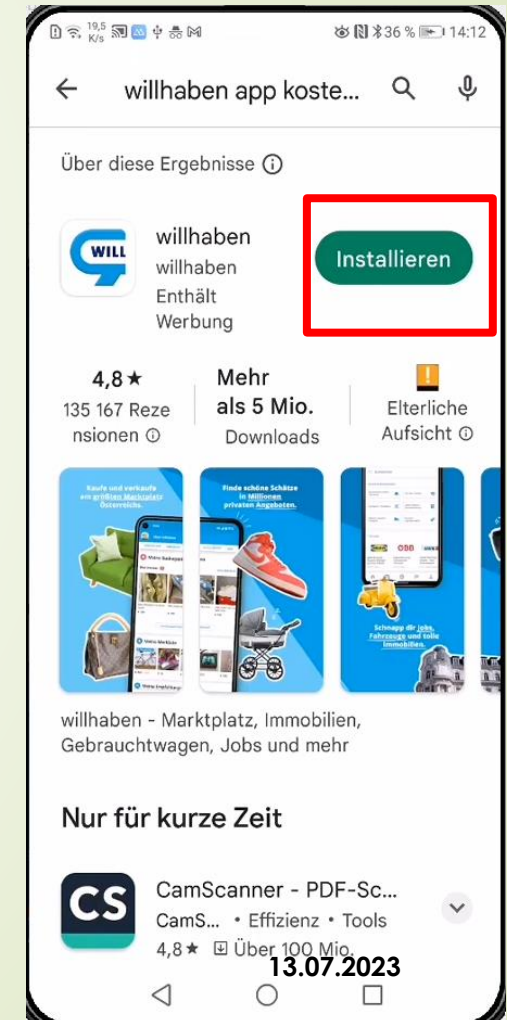 19,5
K/s
36 %
14:12
willhaben app koste...
Über diese Ergebnisse
WILL
willhaben
willhaben
Enthält
Werbung
Installieren
4,8★
135 167 Reze
nsionen
Mehr
als 5 Mio.
Downloads
Elterliche
Aufsicht
Kaufe und verkaufe
am größten Marktplatz
Österreichs.
Finde schöne Schätze
in Millionen
privaten Angeboten.
Schnapp dir Jobs,
Fahrzeuge und tolle
Immobilien.
willhaben - Marktplatz, Immobilien,
Gebrauchtwagen, Jobs und mehr
Nur für kurze Zeit
CS
CamScanner - PDF-Sc...
CamS... • Effizienz • Tools
4,8★ Über 100 Mio.
13.07.2023